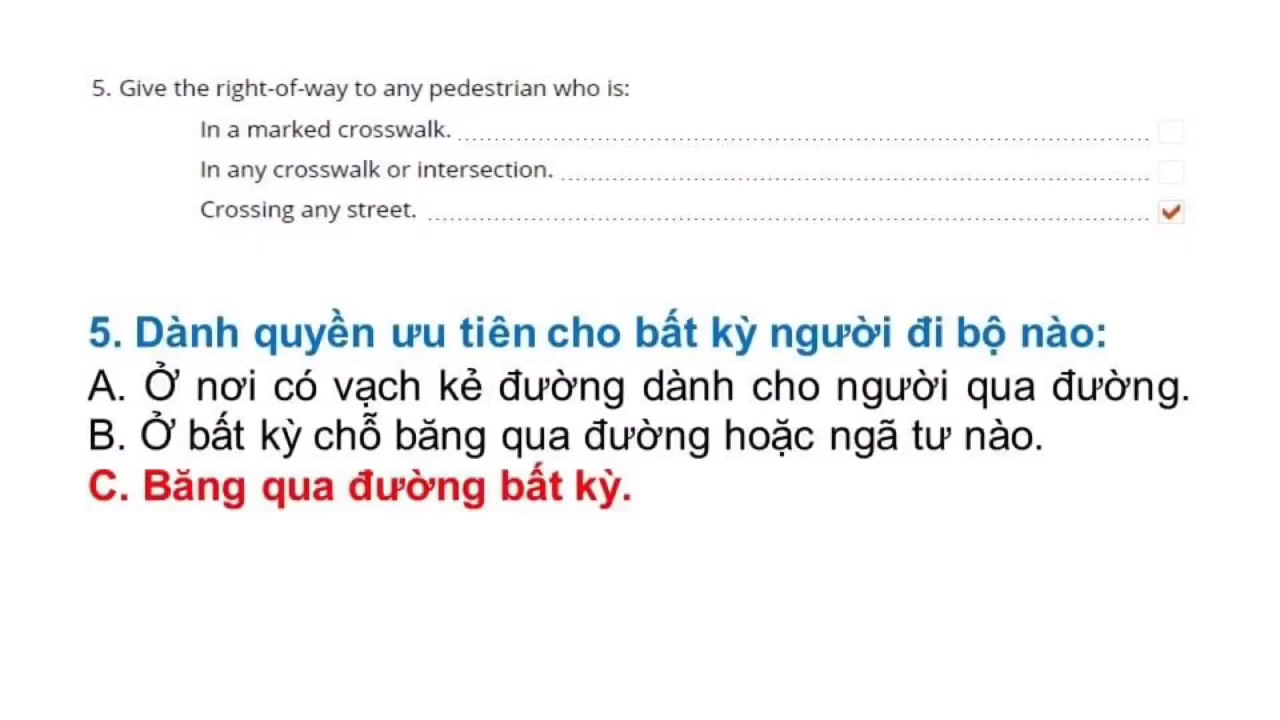 5. Give the right-of-way to any pedestrian who is:
In a marked crosswalk.
In any crosswalk or intersection.
Crossing any street.
5. Dành quyền ưu tiên cho bất kỳ người đi bộ nào:
A. Ở nơi có vạch kẻ đường dành cho người qua đường.
B. Ở bất kỳ chỗ băng qua đường hoặc ngã tư nào.
C. Băng qua đường bất kỳ.